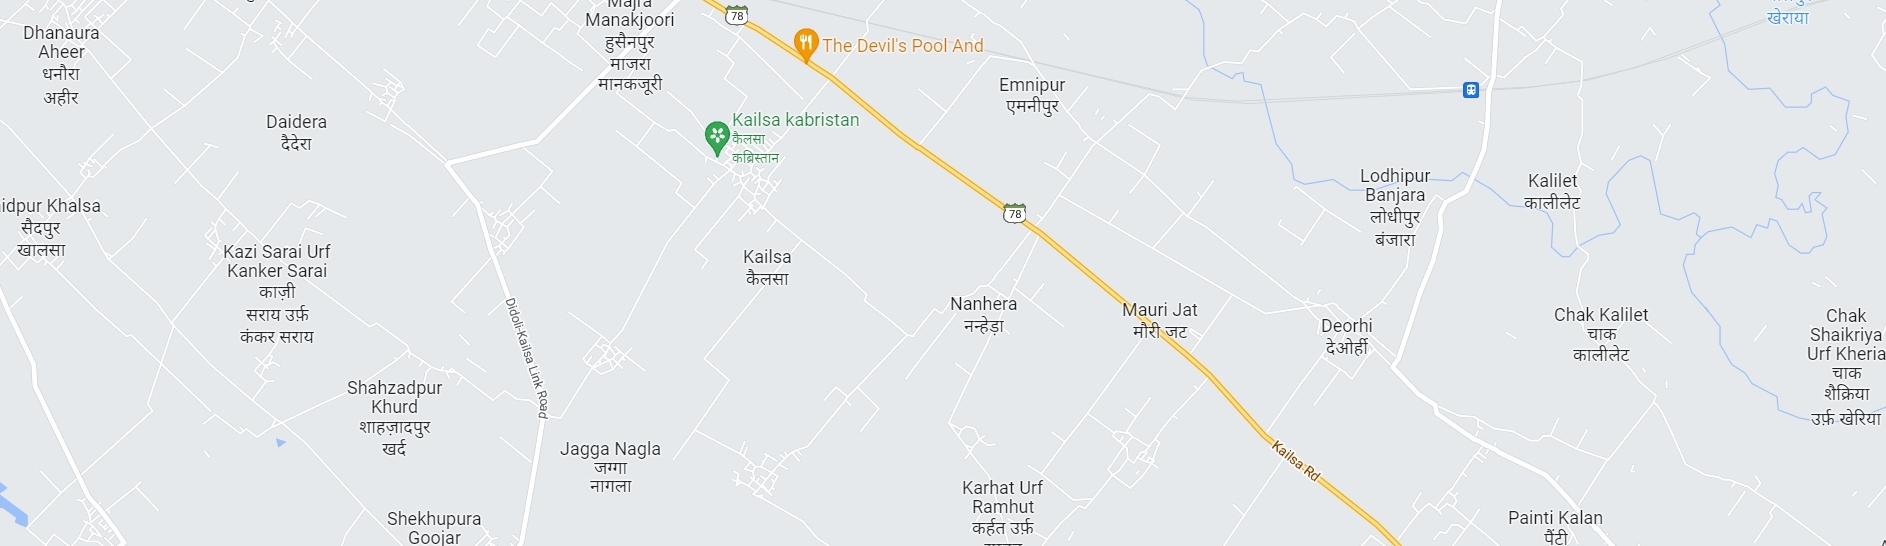 Majra
Manakjoori
हुसैनपुर
माजरा
मानकजूरी
78
The Devil's Pool And
खेराया
Dhanaura
Aheer
धनौरा
अहीर
Emnipur
एमनीपुर
Daidera
दैदेरा
Kailsa kabristan
कैलसा
कब्रिस्तान
Lodhipur
Banjara
लोधीपुर
बंजारा
Kalilet
कालीलेट
idpur Khalsa
सैदपुर
खालसा
78
Kazi Sarai Urf
Kanker Sarai
काज़ी
सराय उर्फ़
कंकर सराय
Kailsa
कैलसा
Didoli-Kailsa Link Road
Nanhera
नन्हेड़ा
Mauri Jat
मौरी जट
Deorhi
देओर्ही
Chak Kalilet
चाक
कालीलेट
Chak
Shaikriya
Urf Kheria
चाक
शैक्रिया
उर्फ़ खेरिया
Shahzadpur
Khurd
शाहज़ादपुर
खर्द
Jagga Nagla
जग्गा
नागला
Kailsa Rd
Karhat Urf
Ramhut
कर्हत उर्फ़
Shekhupura
Goojar
Painti Kalan
पैंटी